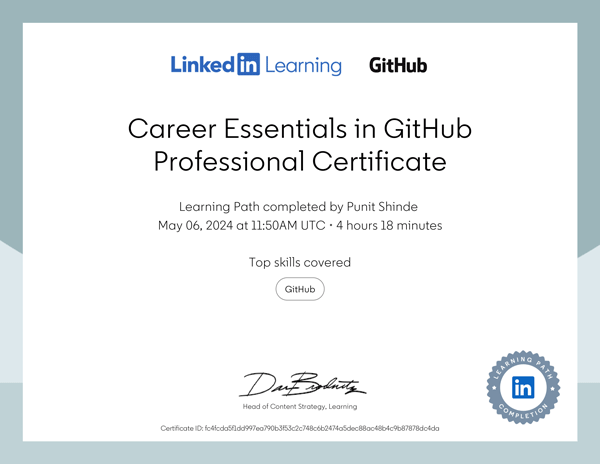 LinkedIn Learning GitHub
Career Essentials in GitHub
Professional Certificate
Learning Path completed by Punit Shinde
May 06, 2024 at 11:50AM UTC • 4 hours 18 minutes
Top skills covered
GitHub
LEARNING PATH
in
COMPLETION
Head of Content Strategy, Learning
Certificate ID: fc4fcda5f1dd997ea790b3f53c2c748c6b2474a5dec88ac48b4c9b87878dc4da